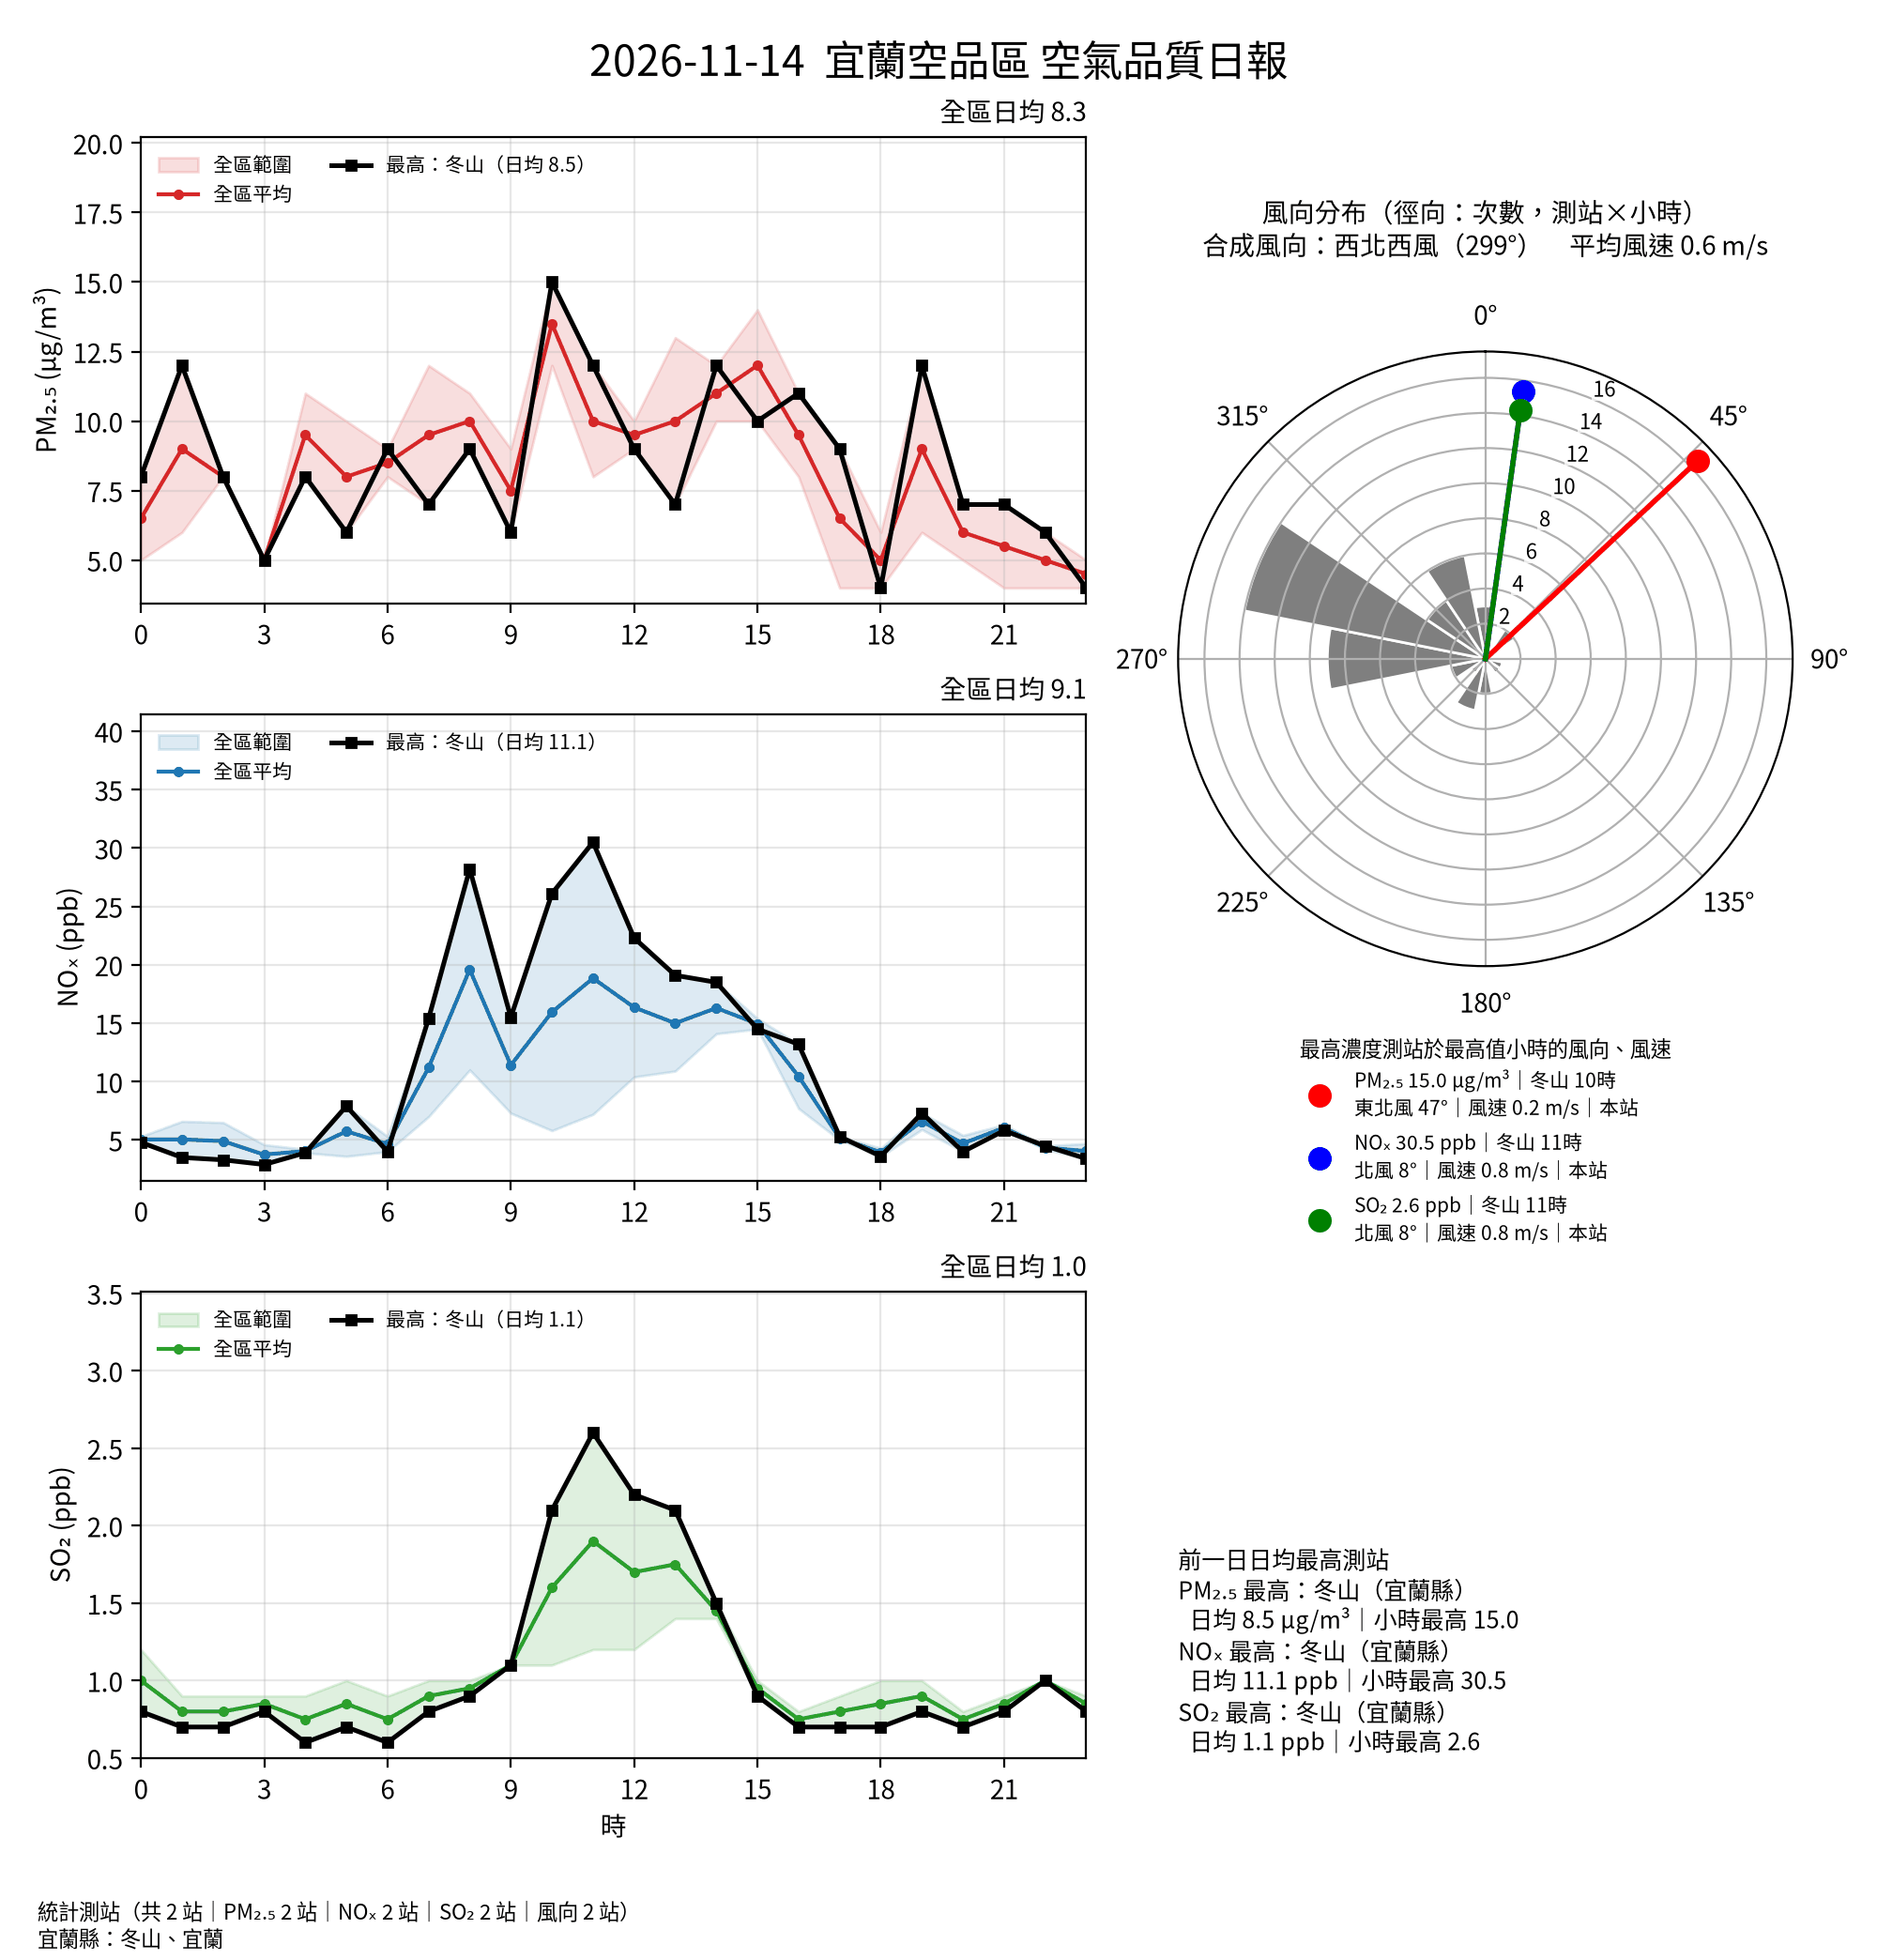 2026-11-14  宜蘭空品區 空氣品質日報
全區日均 8.3
PM₂.₅ (μg/m³)
20.0
17.5
15.0
12.5
10.0
7.5
5.0
全區範圍
全區平均
最高：冬山（日均 8.5）
0 3 6 9 12 15 18 21
全區日均 9.1
NOₓ (ppb)
40
35
30
25
20
15
10
5
全區範圍
全區平均
最高：冬山（日均 11.1）
0 3 6 9 12 15 18 21
全區日均 1.0
SO₂ (ppb)
3.5
3.0
2.5
2.0
1.5
1.0
0.5
全區範圍
全區平均
最高：冬山（日均 1.1）
0 3 6 9 12 15 18 21
時
風向分布（徑向：次數，測站×小時）
合成風向：西北西風（299°）　平均風速 0.6 m/s
0°
45°
90°
135°
180°
225°
270°
315°
2
4
6
8
10
12
14
16
最高濃度測站於最高值小時的風向、風速
PM₂.₅ 15.0 μg/m³｜冬山 10時
東北風 47°｜風速 0.2 m/s｜本站
NOₓ 30.5 ppb｜冬山 11時
北風 8°｜風速 0.8 m/s｜本站
SO₂ 2.6 ppb｜冬山 11時
北風 8°｜風速 0.8 m/s｜本站
前一日日均最高測站
PM₂.₅ 最高：冬山（宜蘭縣）
日均 8.5 μg/m³｜小時最高 15.0
NOₓ 最高：冬山（宜蘭縣）
日均 11.1 ppb｜小時最高 30.5
SO₂ 最高：冬山（宜蘭縣）
日均 1.1 ppb｜小時最高 2.6
統計測站（共 2 站｜PM₂.₅ 2 站｜NOₓ 2 站｜SO₂ 2 站｜風向 2 站）
宜蘭縣：冬山、宜蘭